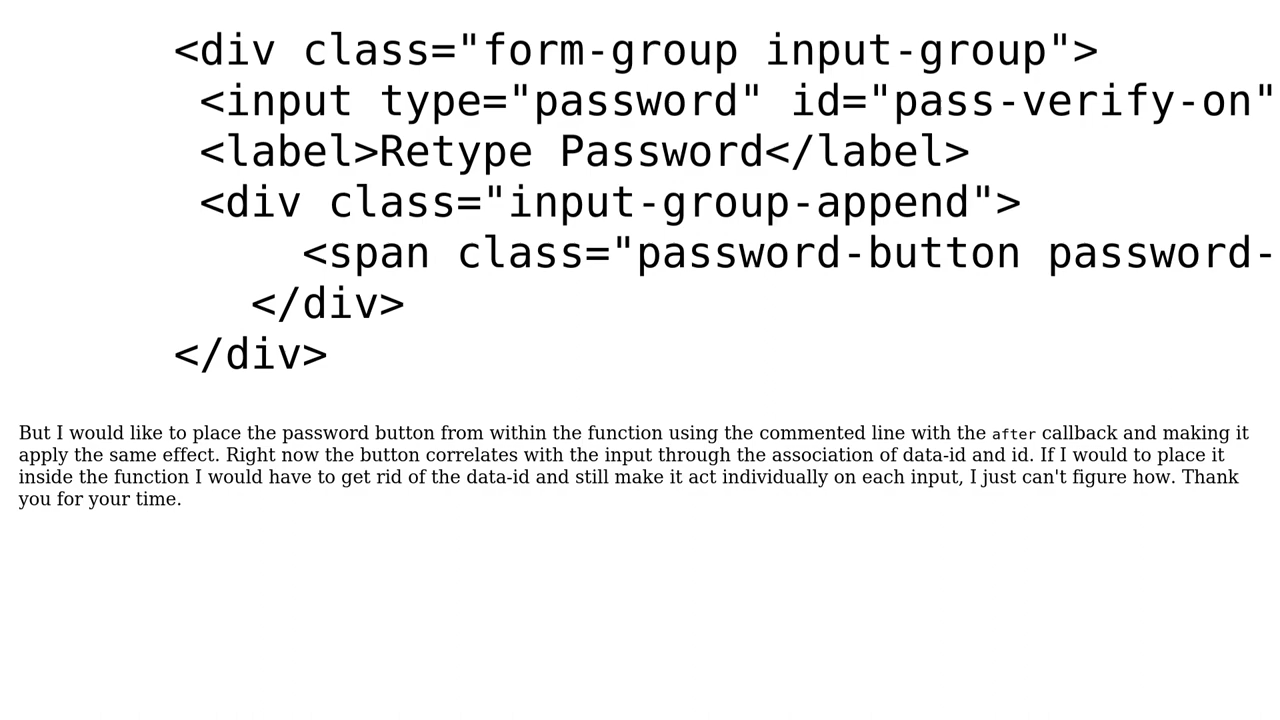 <div class="form-group input-group">
<input type="password" id="pass-verify-on"
<label>Retype Password</label>
<div class="input-group-append">
<span class="password-button password-
</div>
</div>
But I would like to place the password button from within the function using the commented line with the after callback and making it
apply the same effect. Right now the button correlates with the input through the association of data-id and id. If I would to place it
inside the function I would have to get rid of the data-id and still make it act individually on each input, I just can't figure how. Thank
you for your time.